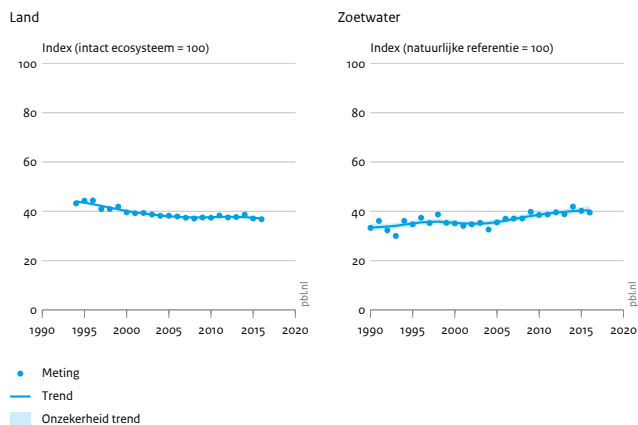 Land
Index (intact ecosysteem = 100)
100
80
60
40
20
0
1990 1995 2000 2005 2010 2015 2020
pbl.nl
Zoetwater
Index (natuurlijke referentie = 100)
100
80
60
40
20
0
1990 1995 2000 2005 2010 2015 2020
pbl.nl
Meting
Trend
Onzekerheid trend